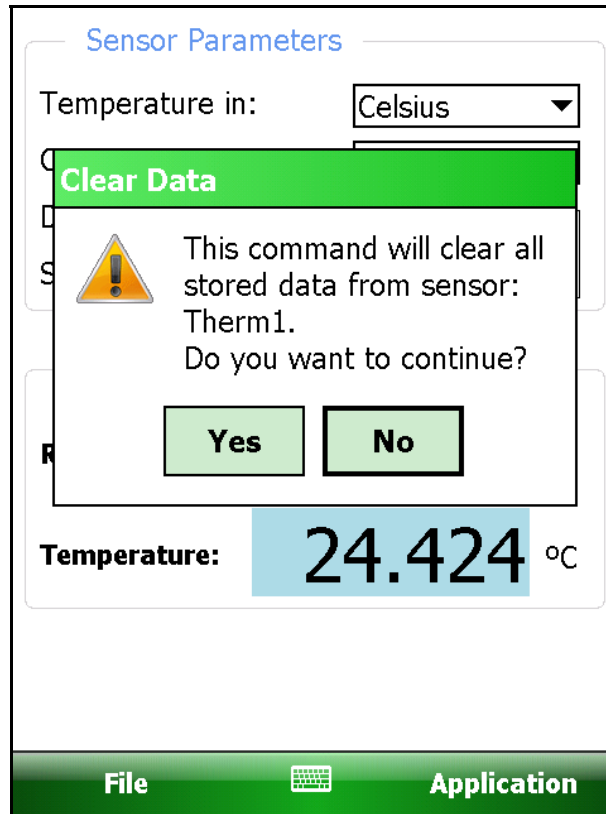 Sensor Parameters
Temperature in:
Celsius
Clear Data
This command will clear all
stored data from sensor:
Therm1.
Do you want to continue?
Yes
No
Temperature:
24.424 ºC
File
Application